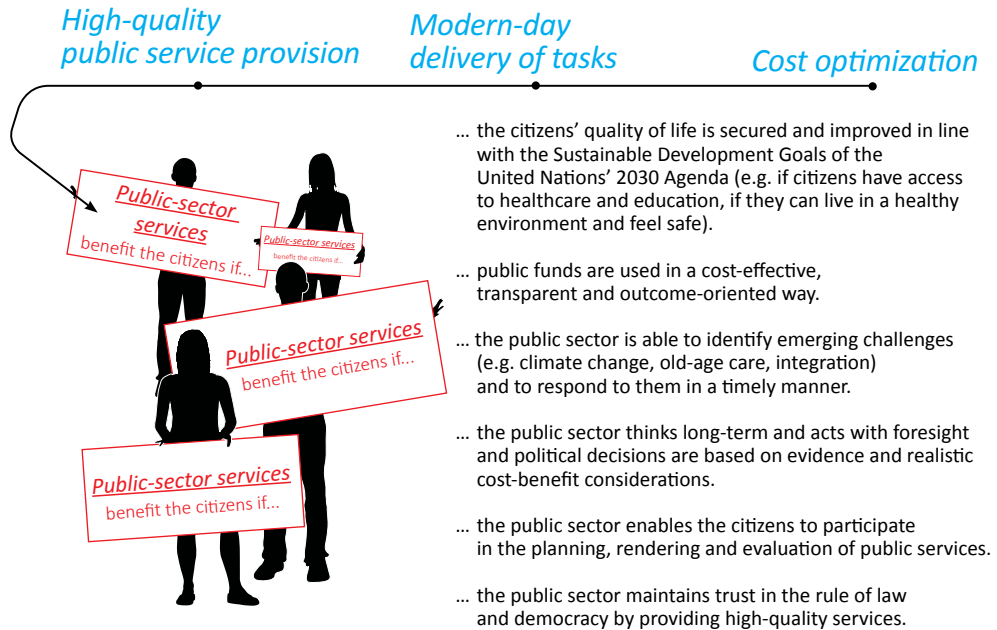 High-quality
public service provision
Modern-day
delivery of tasks
Cost optimization
Public-sector
services
benefit the citizens if...
Public-sector services
benefit the citizens if...
Public-sector services
benefit the citizens if...
Public-sector services
benefit the citizens if...
... the citizens’ quality of life is secured and improved in line
with the Sustainable Development Goals of the
United Nations’ 2030 Agenda (e.g. if citizens have access
to healthcare and education, if they can live in a healthy
environment and feel safe).
... public funds are used in a cost-effective,
transparent and outcome-oriented way.
... the public sector is able to identify emerging challenges
(e.g. climate change, old-age care, integration)
and to respond to them in a timely manner.
... the public sector thinks long-term and acts with foresight
and political decisions are based on evidence and realistic
cost-benefit considerations.
... the public sector enables the citizens to participate
in the planning, rendering and evaluation of public services.
... the public sector maintains trust in the rule of law
and democracy by providing high-quality services.